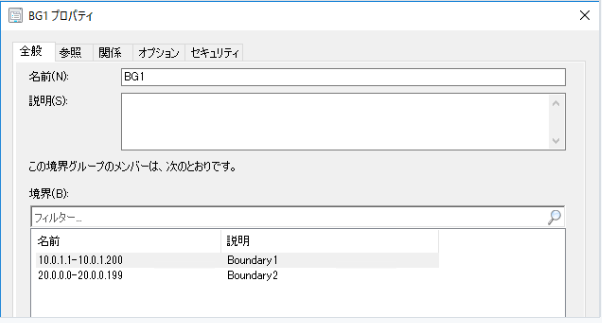 BG1 プロパティ
全般 参照 関係 オプション セキュリティ
名前(N): BG1
説明(S):
この境界グループのメンバーは、次のとおりです。
境界(B):
フィルター...
名前 説明
10.0.1.1-10.0.1.200 Boundary1
20.0.0.0-20.0.0.199 Boundary2